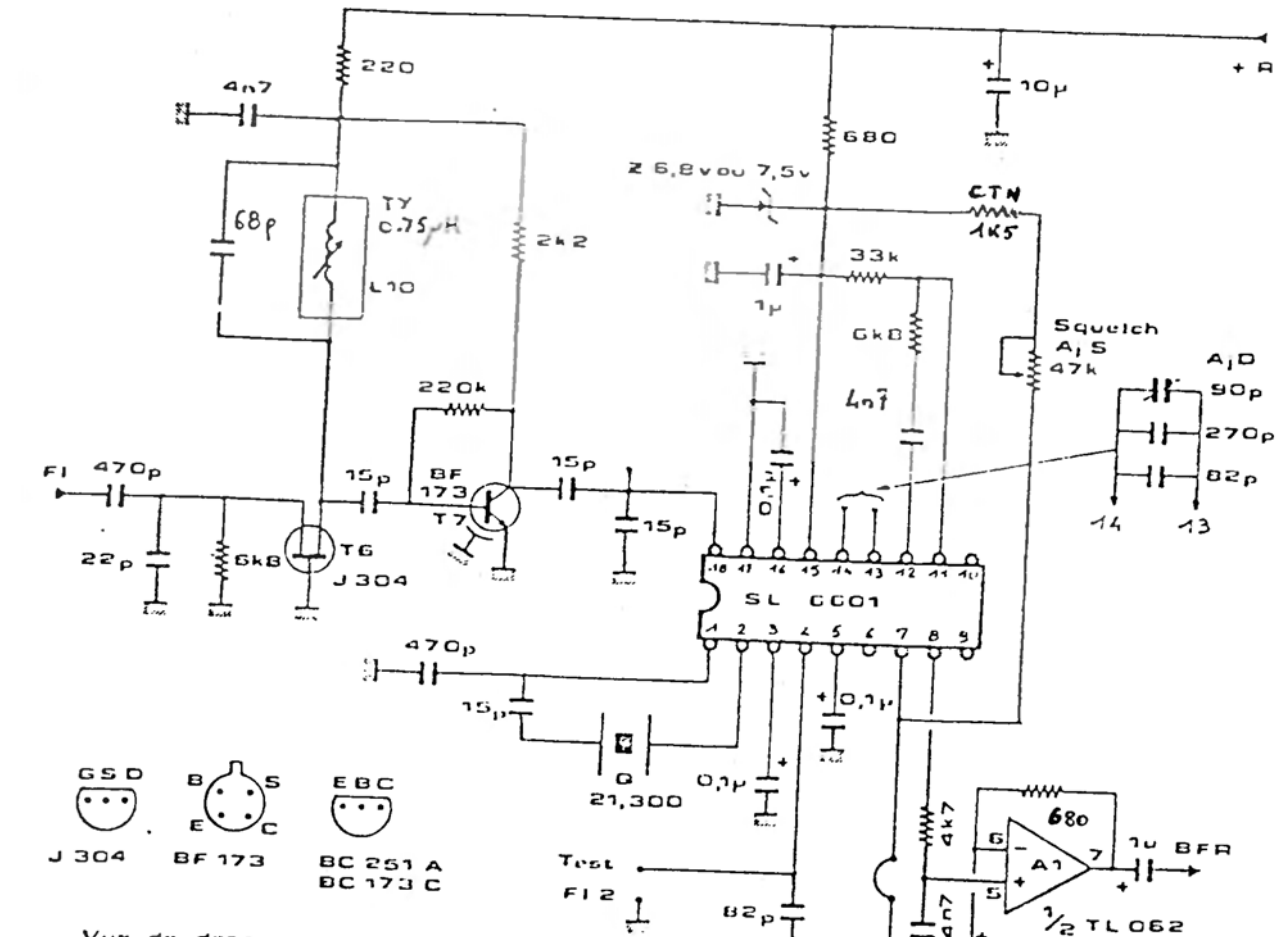 220
4n7
+ A
10µ
680
Z 6,8v ou 7,5v
CTN
1K5
TY
0.75µH
68p
L10
2k2
33k
1µ
6k8
Squelch
Aj S
47k
AjD
90p
270p
82p
14 13
220k
4n7
0,1µ
FI
470p
15p
BF
173
T7
15p
15p
22p
6k8
T6
J 304
18 17 16 15 14 13 12 11 10
SL 6601
1 2 3 4 5 6 7 8 9
470p
15p
Q
21,300
0,1µ
0,1µ
G S D
J 304
B S
E C
BF 173
E B C
BC 251 A
BC 173 C
Test
FI 2
82p
4k7
4n7
680
6
-
A1
7
+
5
1µ
BFR
1/2 TL 062